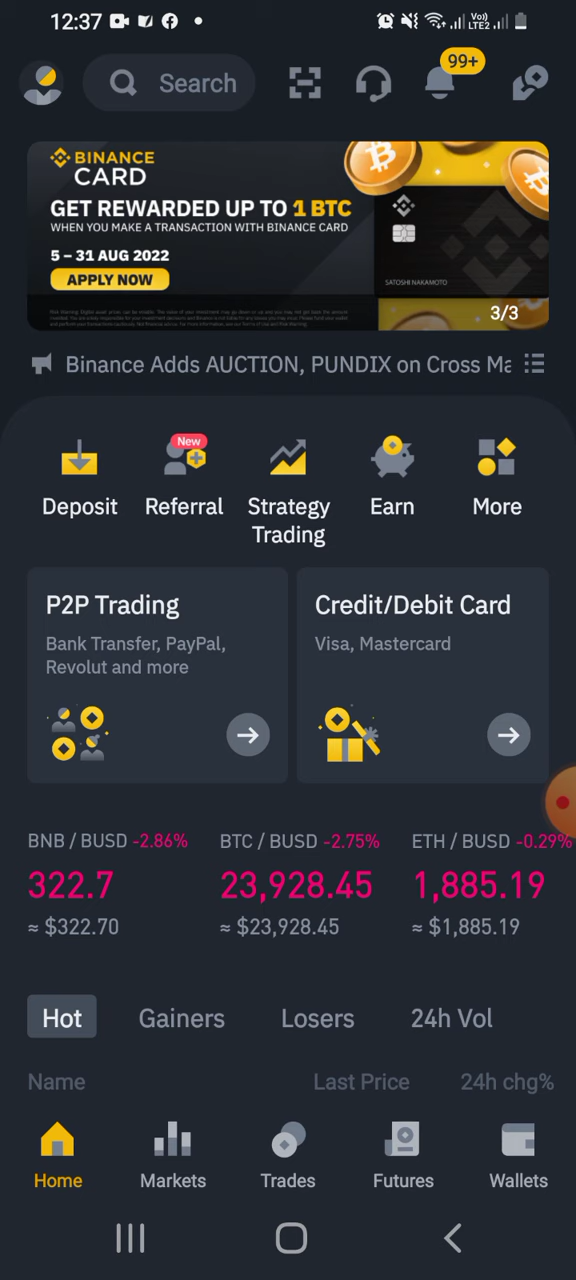 12:37
Vo)) LTE2
Search
99+
BINANCE
CARD
GET REWARDED UP TO 1 BTC
WHEN YOU MAKE A TRANSACTION WITH BINANCE CARD
5 – 31 AUG 2022
APPLY NOW
SATOSHI NAKAMOTO
3/3
Binance Adds AUCTION, PUNDIX on Cross Ma
New
Deposit Referral Strategy Trading Earn More
P2P Trading
Bank Transfer, PayPal,
Revolut and more
Credit/Debit Card
Visa, Mastercard
BNB / BUSD -2.86% BTC / BUSD -2.75% ETH / BUSD -0.29%
322.7 23,928.45 1,885.19
≈ $322.70 ≈ $23,928.45 ≈ $1,885.19
Hot Gainers Losers 24h Vol
Name Last Price 24h chg%
Home Markets Trades Futures Wallets